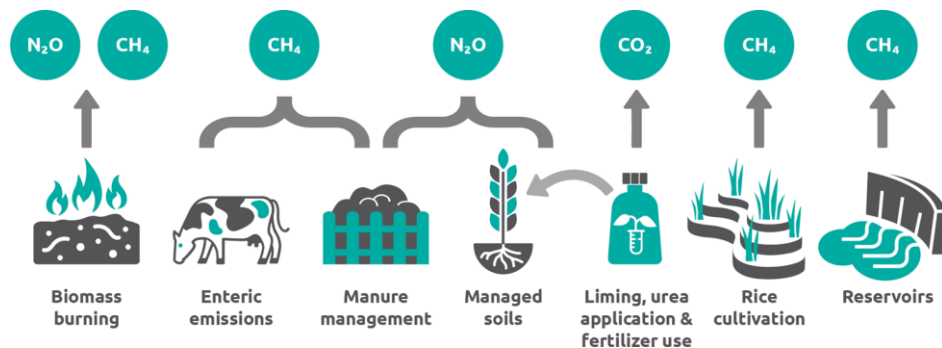 N₂O
CH₄
CH₄
N₂O
CO₂
CH₄
CH₄
Biomass
burning
Enteric
emissions
Manure
management
Managed
soils
Liming, urea
application &
fertilizer use
Rice
cultivation
Reservoirs